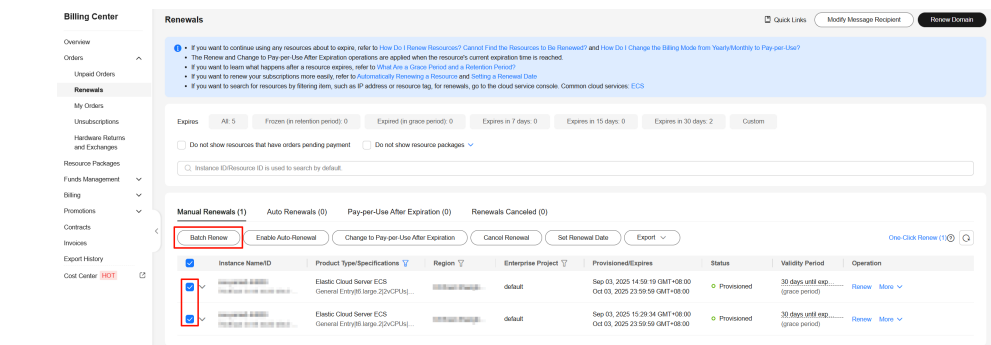 Billing Center
Renewals
Quick Links
Modify Message Recipient
Renew Domain
Overview
Orders
Unpaid Orders
Renewals
My Orders
Unsubscriptions
Hardware Returns
and Exchanges
Resource Packages
Funds Management
Billing
Promotions
Contracts
Invoices
Export History
Cost Center HOT
• If you want to continue using any resources about to expire, refer to How Do I Renew Resources? Cannot Find the Resources to Be Renewed? and How Do I Change the Billing Mode from Yearly/Monthly to Pay-per-Use?
• The Renew and Change to Pay-per-Use After Expiration operations are applied when the resource's current expiration time is reached.
• If you want to learn what happens after a resource expires, refer to What Are a Grace Period and a Retention Period?
• If you want to renew your subscriptions more easily, refer to Automatically Renewing a Resource and Setting a Renewal Date
• If you want to search for resources by filtering item, such as IP address or resource tag, for renewals, go to the cloud service console. Common cloud services: ECS
Expires All: 5 Frozen (in retention period): 0 Expired (in grace period): 0 Expires in 7 days: 0 Expires in 15 days: 0 Expires in 30 days: 2 Custom
Do not show resources that have orders pending payment Do not show resource packages
Instance ID/Resource ID is used to search by default.
Manual Renewals (1) Auto Renewals (0) Pay-per-Use After Expiration (0) Renewals Canceled (0)
Batch Renew Enable Auto-Renewal Change to Pay-per-Use After Expiration Cancel Renewal Set Renewal Date Export One-Click Renew (1)
Instance Name/ID Product Type/Specifications Region Enterprise Project Provisioned/Expires Status Validity Period Operation
Elastic Cloud Server ECS default Sep 03, 2025 14:59:19 GMT+08:00 Provisioned 30 days until exp... Renew More
General Entry|t6.large.2|2vCPUs|... Oct 03, 2025 23:59:59 GMT+08:00 (grace period)
Elastic Cloud Server ECS default Sep 03, 2025 15:29:34 GMT+08:00 Provisioned 30 days until exp... Renew More
General Entry|t6.large.2|2vCPUs|... Oct 03, 2025 23:59:59 GMT+08:00 (grace period)